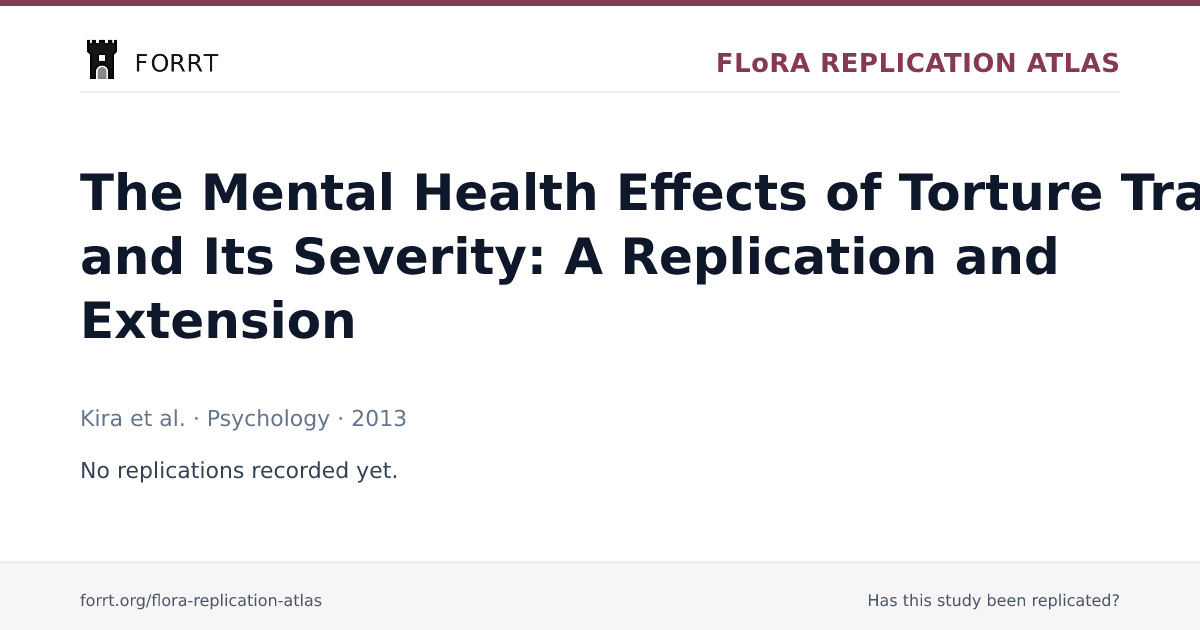 FORRT
FLoRA REPLICATION ATLAS
The Mental Health Effects of Torture Tra
and Its Severity: A Replication and
Extension
Kira et al. · Psychology · 2013
No replications recorded yet.
forrt.org/flora-replication-atlas
Has this study been replicated?